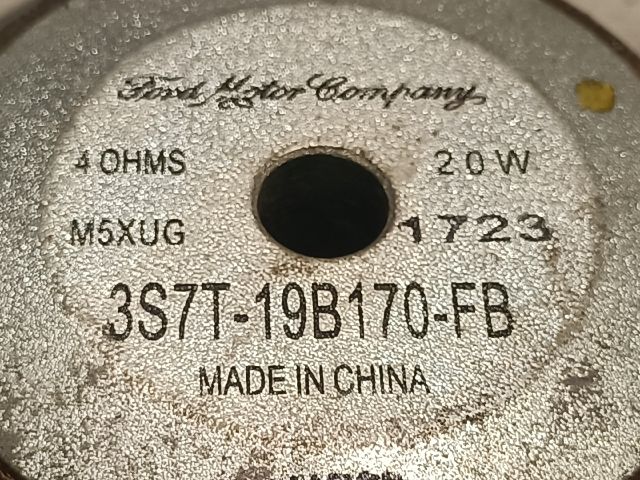 Ford Motor Company
4 OHMS 20W
M5XUG 1723
3S7T-19B170-FB
MADE IN CHINA